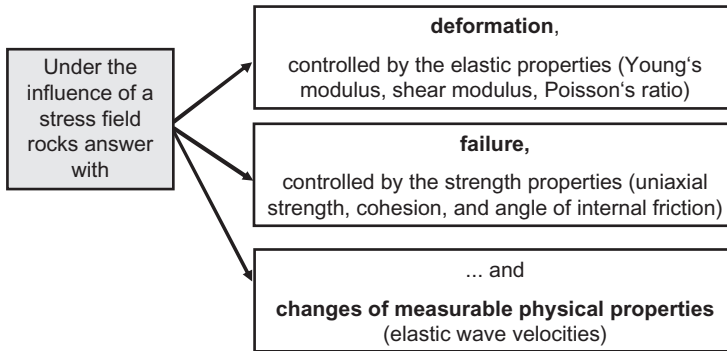 Under the
influence of a
stress field
rocks answer
with
deformation,
controlled by the elastic properties (Young‘s
modulus, shear modulus, Poisson‘s ratio)
failure,
controlled by the strength properties (uniaxial
strength, cohesion, and angle of internal friction)
... and
changes of measurable physical properties
(elastic wave velocities)